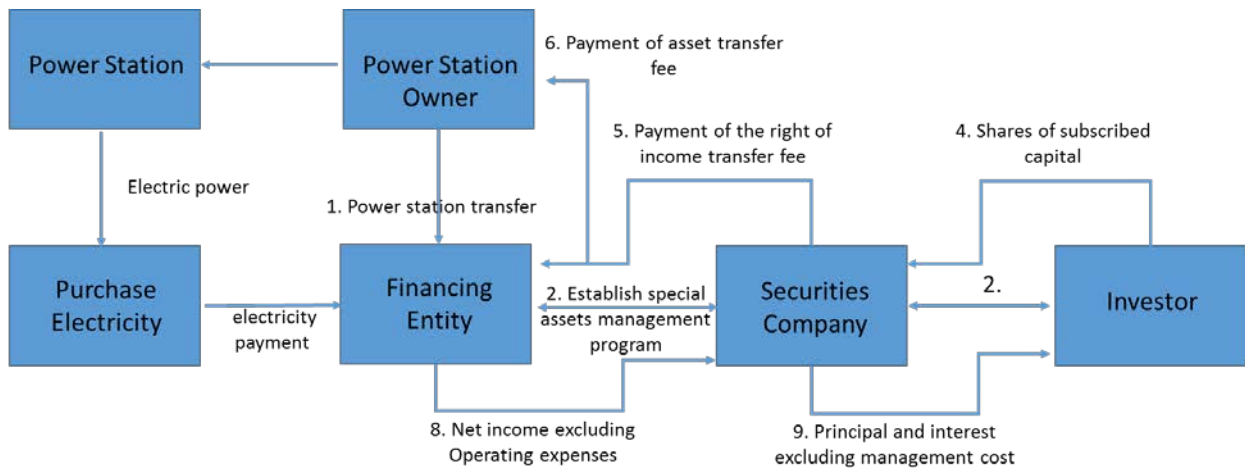 Power Station
Power Station
Owner
6. Payment of asset transfer
fee
5. Payment of the right of
income transfer fee
4. Shares of subscribed
capital
Electric power
1. Power station transfer
Purchase
Electricity
electricity
payment
Financing
Entity
2. Establish special
assets management
program
Securities
Company
2.
Investor
8. Net income excluding
Operating expenses
9. Principal and interest
excluding management cost